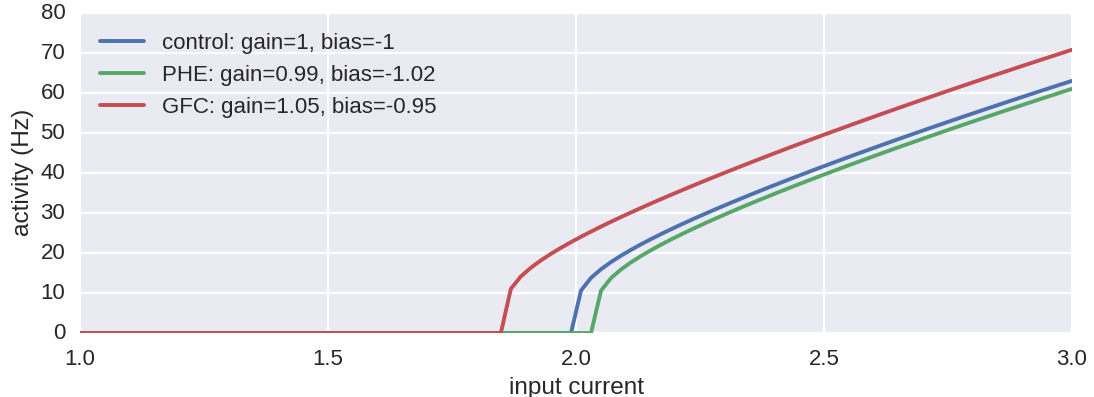 80
70
60
50
40
30
20
10
0
activity (Hz)
control: gain=1, bias=-1
PHE: gain=0.99, bias=-1.02
GFC: gain=1.05, bias=-0.95
1.0 1.5 2.0 2.5 3.0
input current